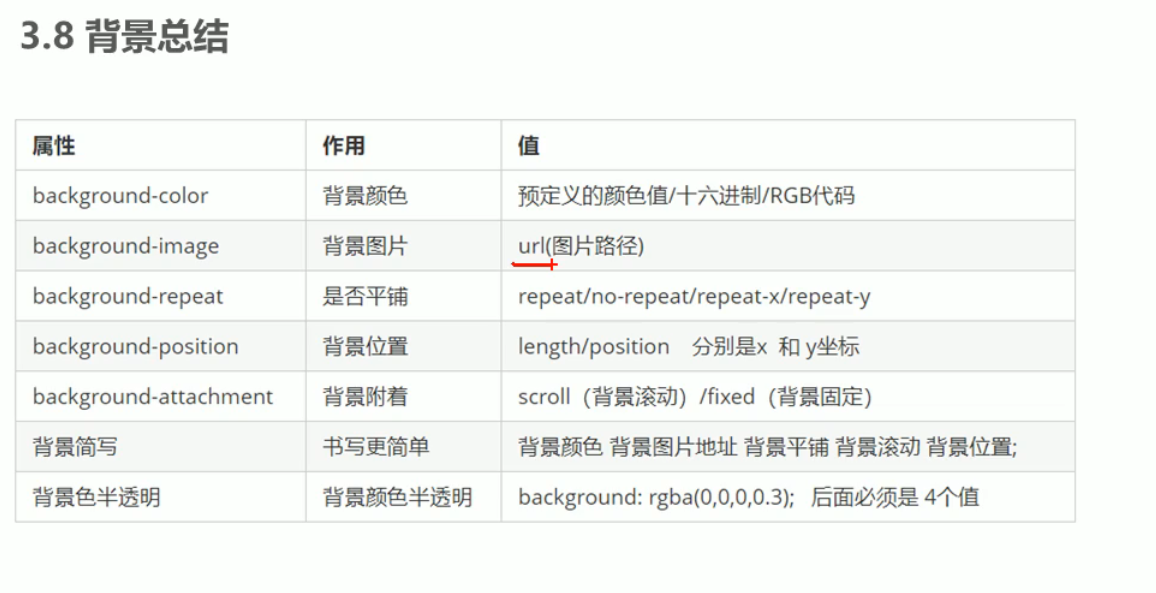 3.8 背景总结
属性 作用 值
background-color 背景颜色 预定义的颜色值/十六进制/RGB代码
background-image 背景图片 url(图片路径)
background-repeat 是否平铺 repeat/no-repeat/repeat-x/repeat-y
background-position 背景位置 length/position 分别是x 和 y坐标
background-attachment 背景附着 scroll（背景滚动）/fixed（背景固定）
背景简写 书写更简单 背景颜色 背景图片地址 背景平铺 背景滚动 背景位置;
背景色半透明 背景颜色半透明 background: rgba(0,0,0,0.3); 后面必须是 4个值